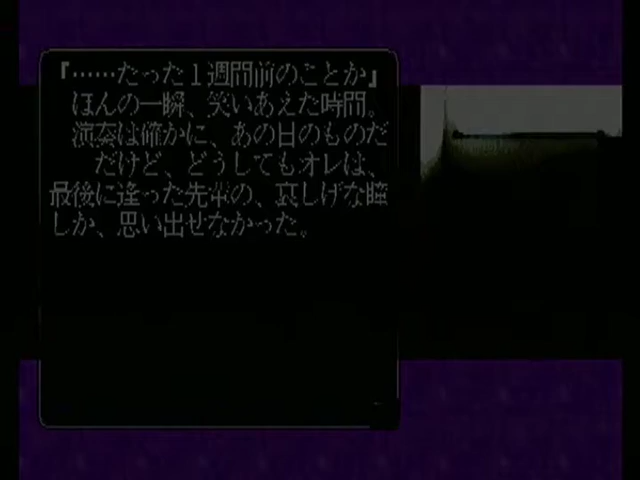 『……たった１週間前のことか』
ほんの一瞬、笑いあえた時間。
演奏は確かに、あの日のものだ
だけど、どうしてもオレは、
最後に逢った先輩の、哀しげな瞳
しか、思い出せなかった。